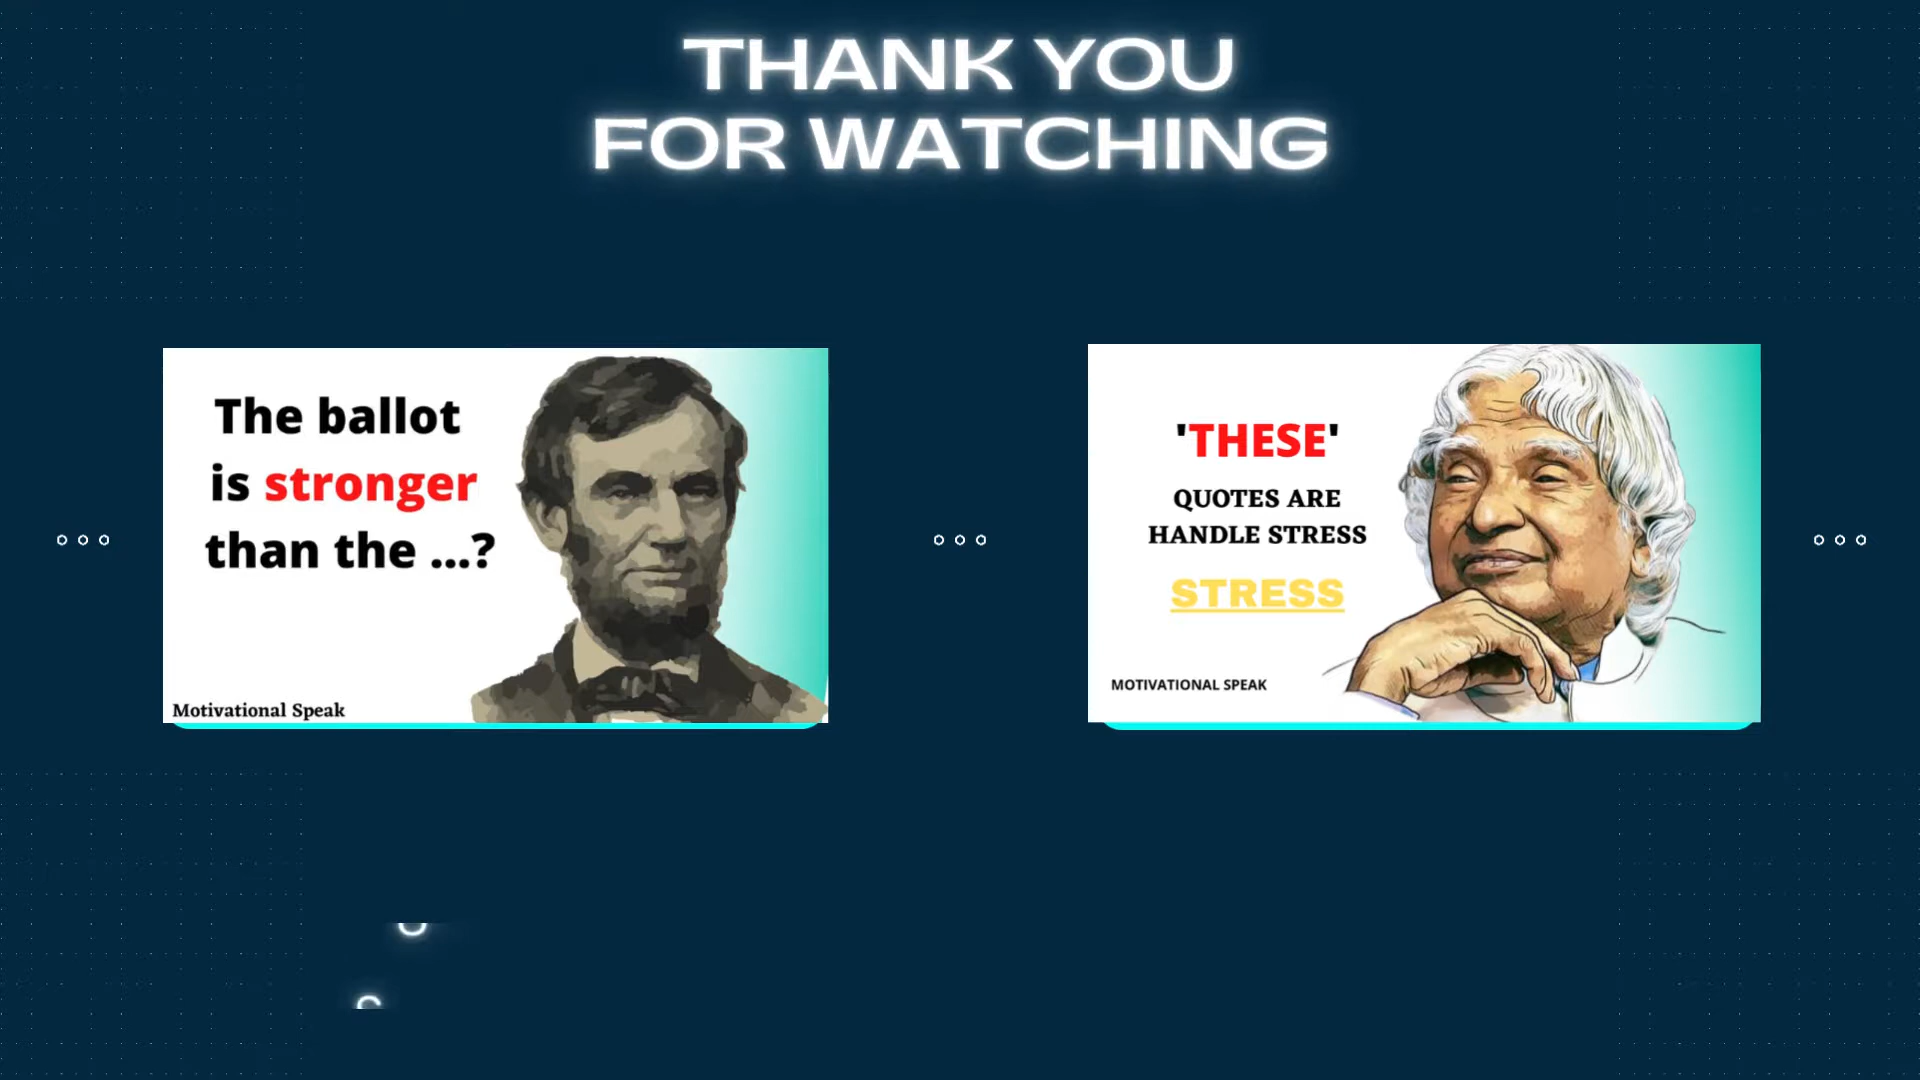 THANK YOU
FOR WATCHING
The ballot
is stronger
than the ...?
Motivational Speak
'THESE'
QUOTES ARE
HANDLE STRESS
STRESS
MOTIVATIONAL SPEAK